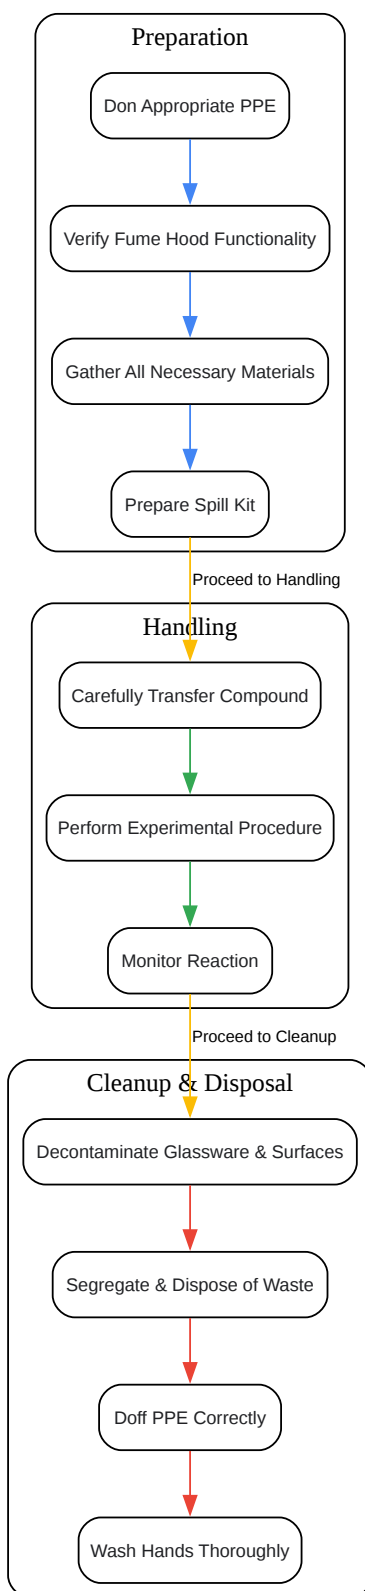 Preparation
Don Appropriate PPE
Verify Fume Hood Functionality
Gather All Necessary Materials
Prepare Spill Kit
Proceed to Handling
Handling
Carefully Transfer Compound
Perform Experimental Procedure
Monitor Reaction
Proceed to Cleanup
Cleanup & Disposal
Decontaminate Glassware & Surfaces
Segregate & Dispose of Waste
Doff PPE Correctly
Wash Hands Thoroughly